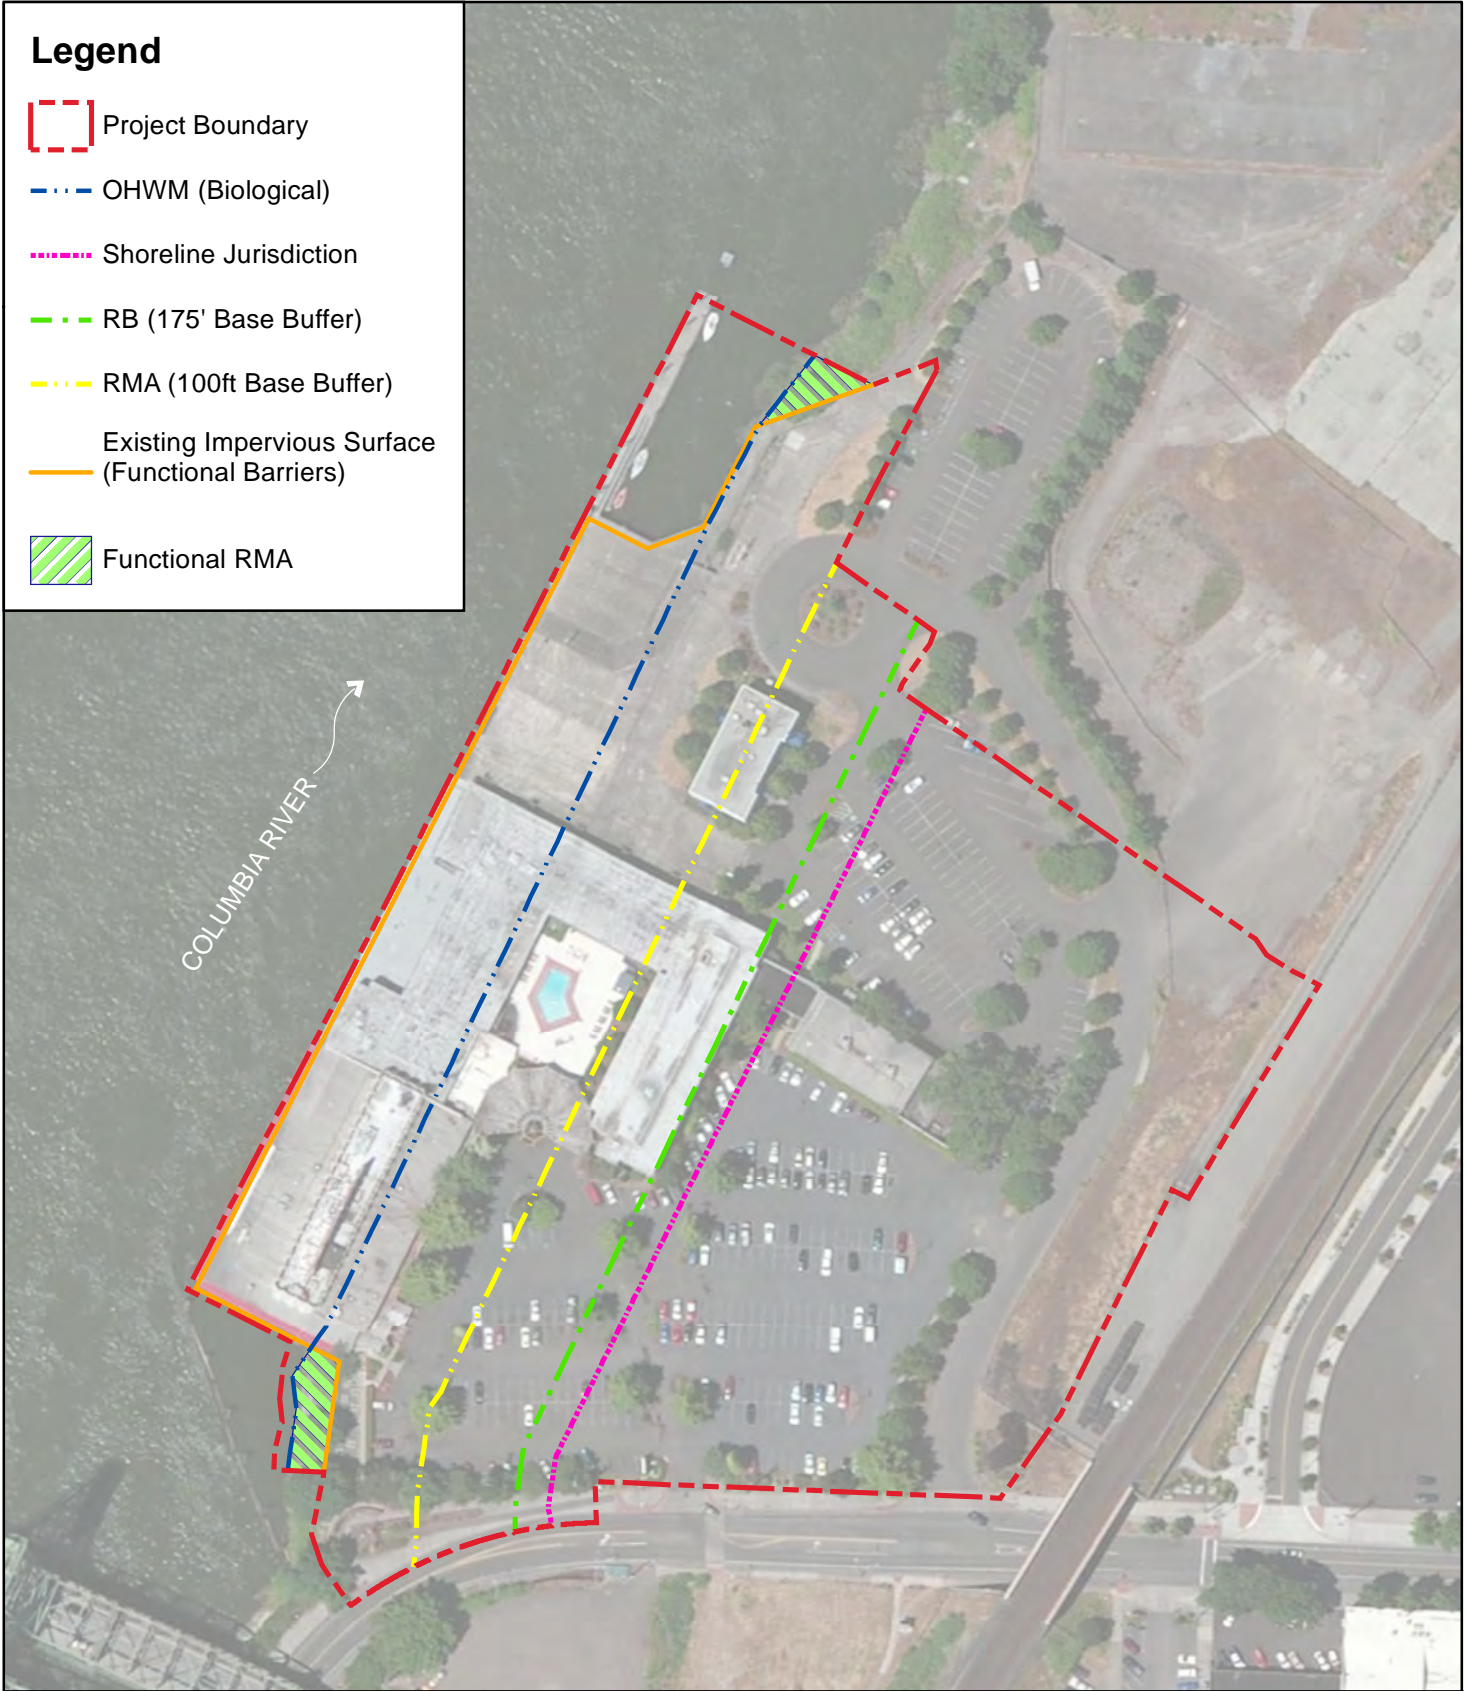 Legend
Project Boundary
OHWM (Biological)
Shoreline Jurisdiction
RB (175' Base Buffer)
RMA (100ft Base Buffer)
Existing Impervious Surface
(Functional Barriers)
Functional RMA
COLUMBIA RIVER